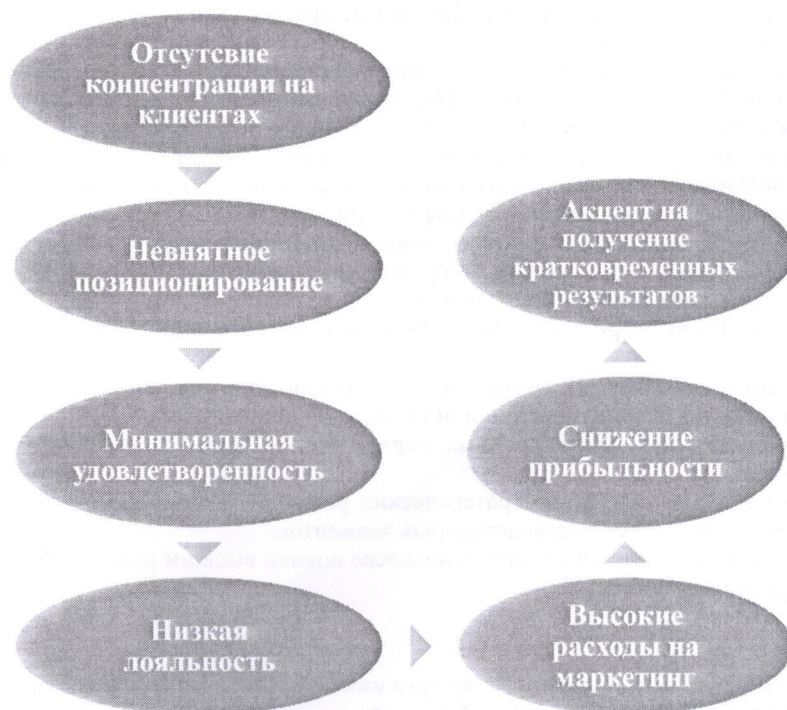 Отсутсвие
концентрации на
клиентах
Невнятное
позиционирование
Минимальная
удовлетворенность
Низкая
лояльность
Высокие
расходы на
маркетинг
Снижение
прибыльности
Акцент на
получение
кратковременных
результатов